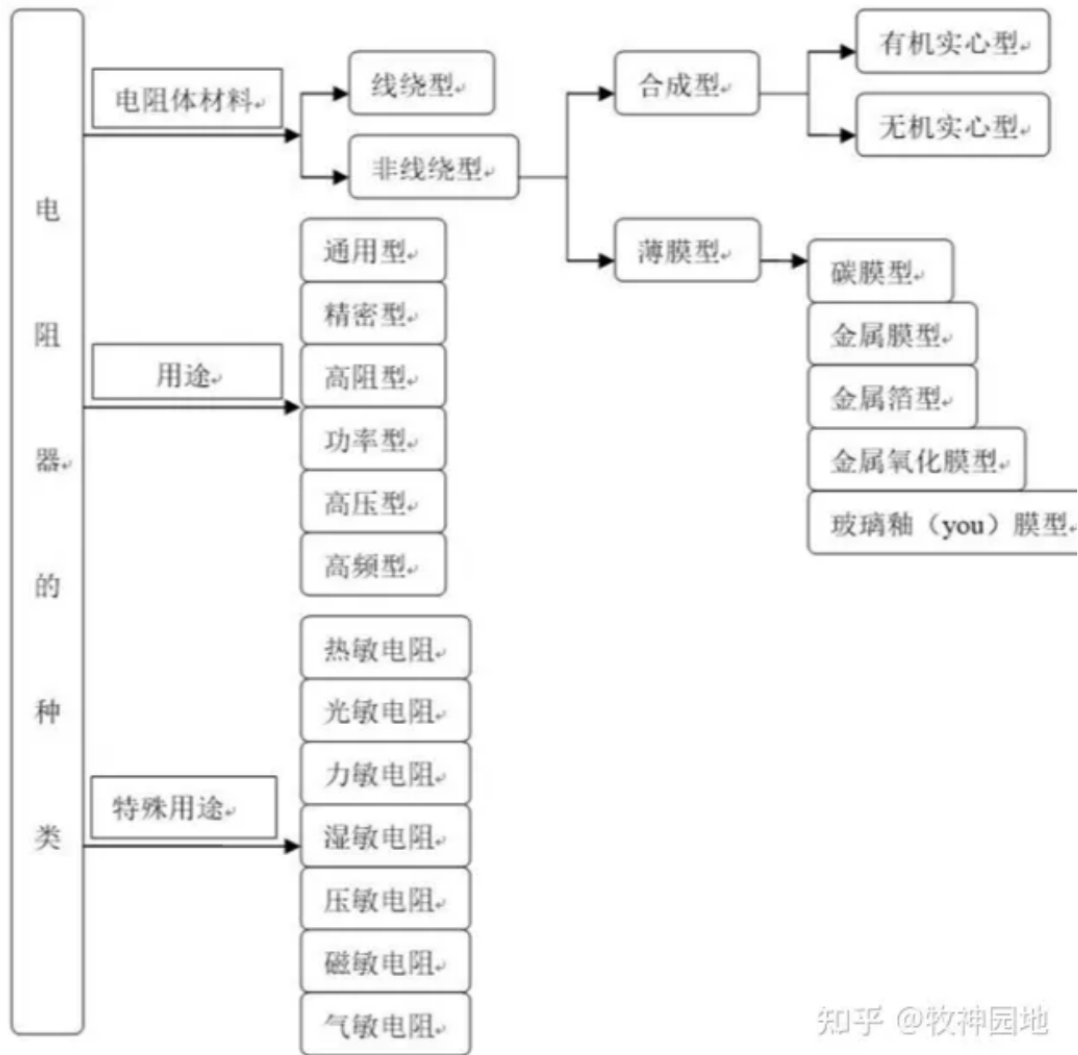 电阻器的种类
电阻体材料
线绕型
非线绕型
合成型
有机实心型
无机实心型
薄膜型
碳膜型
金属膜型
金属箔型
金属氧化膜型
玻璃釉（you）膜型
用途
通用型
精密型
高阻型
功率型
高压型
高频型
特殊用途
热敏电阻
光敏电阻
力敏电阻
湿敏电阻
压敏电阻
磁敏电阻
气敏电阻
知乎 @牧神园地